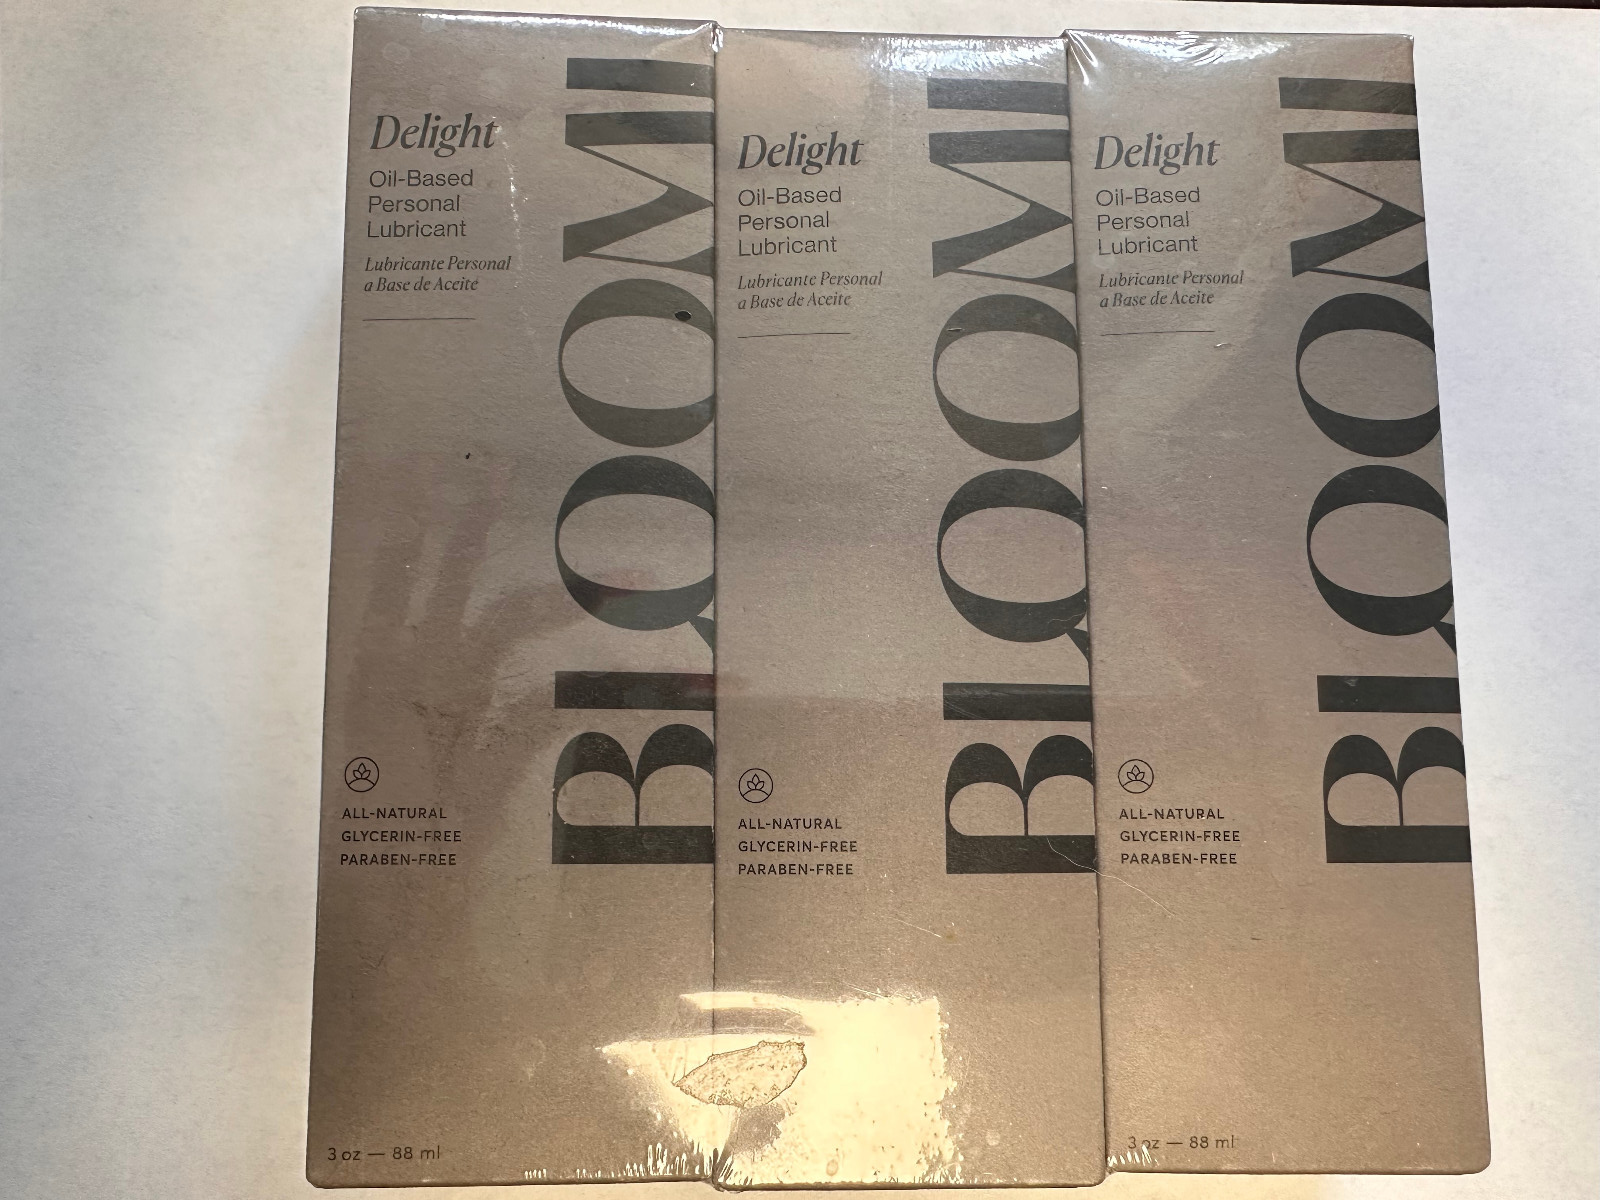 Delight
Oil-Based
Personal
Lubricant
Lubricante Personal
a Base de Aceite
BLOOMI
ALL-NATURAL
GLYCERIN-FREE
PARABEN-FREE
3 oz — 88 ml
Delight
Oil-Based
Personal
Lubricant
Lubricante Personal
a Base de Aceite
BLOOMI
ALL-NATURAL
GLYCERIN-FREE
PARABEN-FREE
Delight
Oil-Based
Personal
Lubricant
Lubricante Personal
a Base de Aceite
BLOOMI
ALL-NATURAL
GLYCERIN-FREE
PARABEN-FREE
3 oz — 88 ml